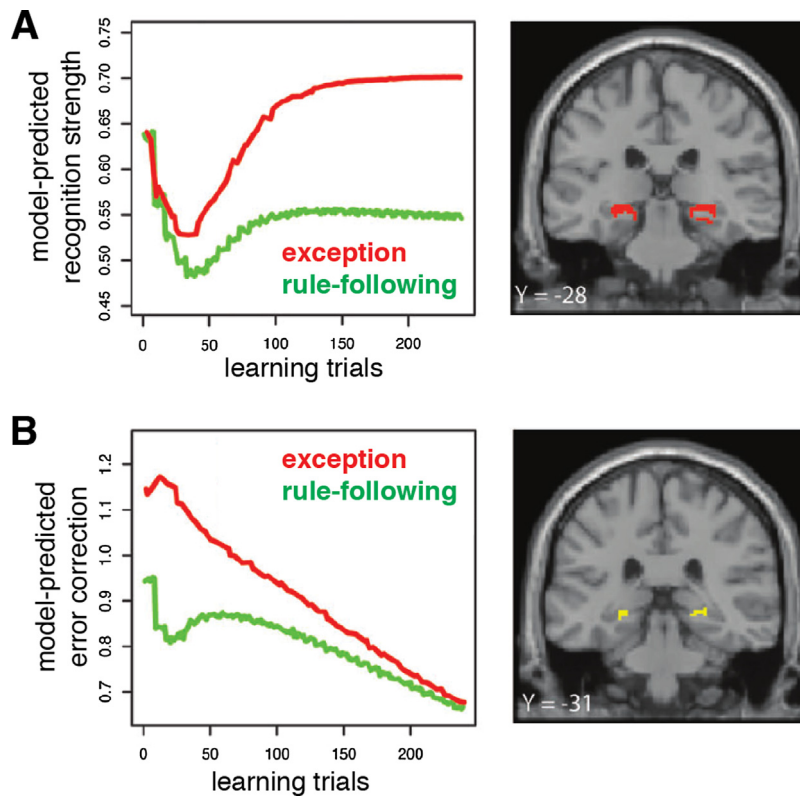 A
model-predicted
recognition strength
0.75
0.70
0.65
0.60
0.55
0.50
0.45
exception
rule-following
0 50 100 150 200
learning trials
Y = -28
B
model-predicted
error correction
1.2
1.1
1.0
0.9
0.8
0.7
exception
rule-following
0 50 100 150 200
learning trials
Y = -31